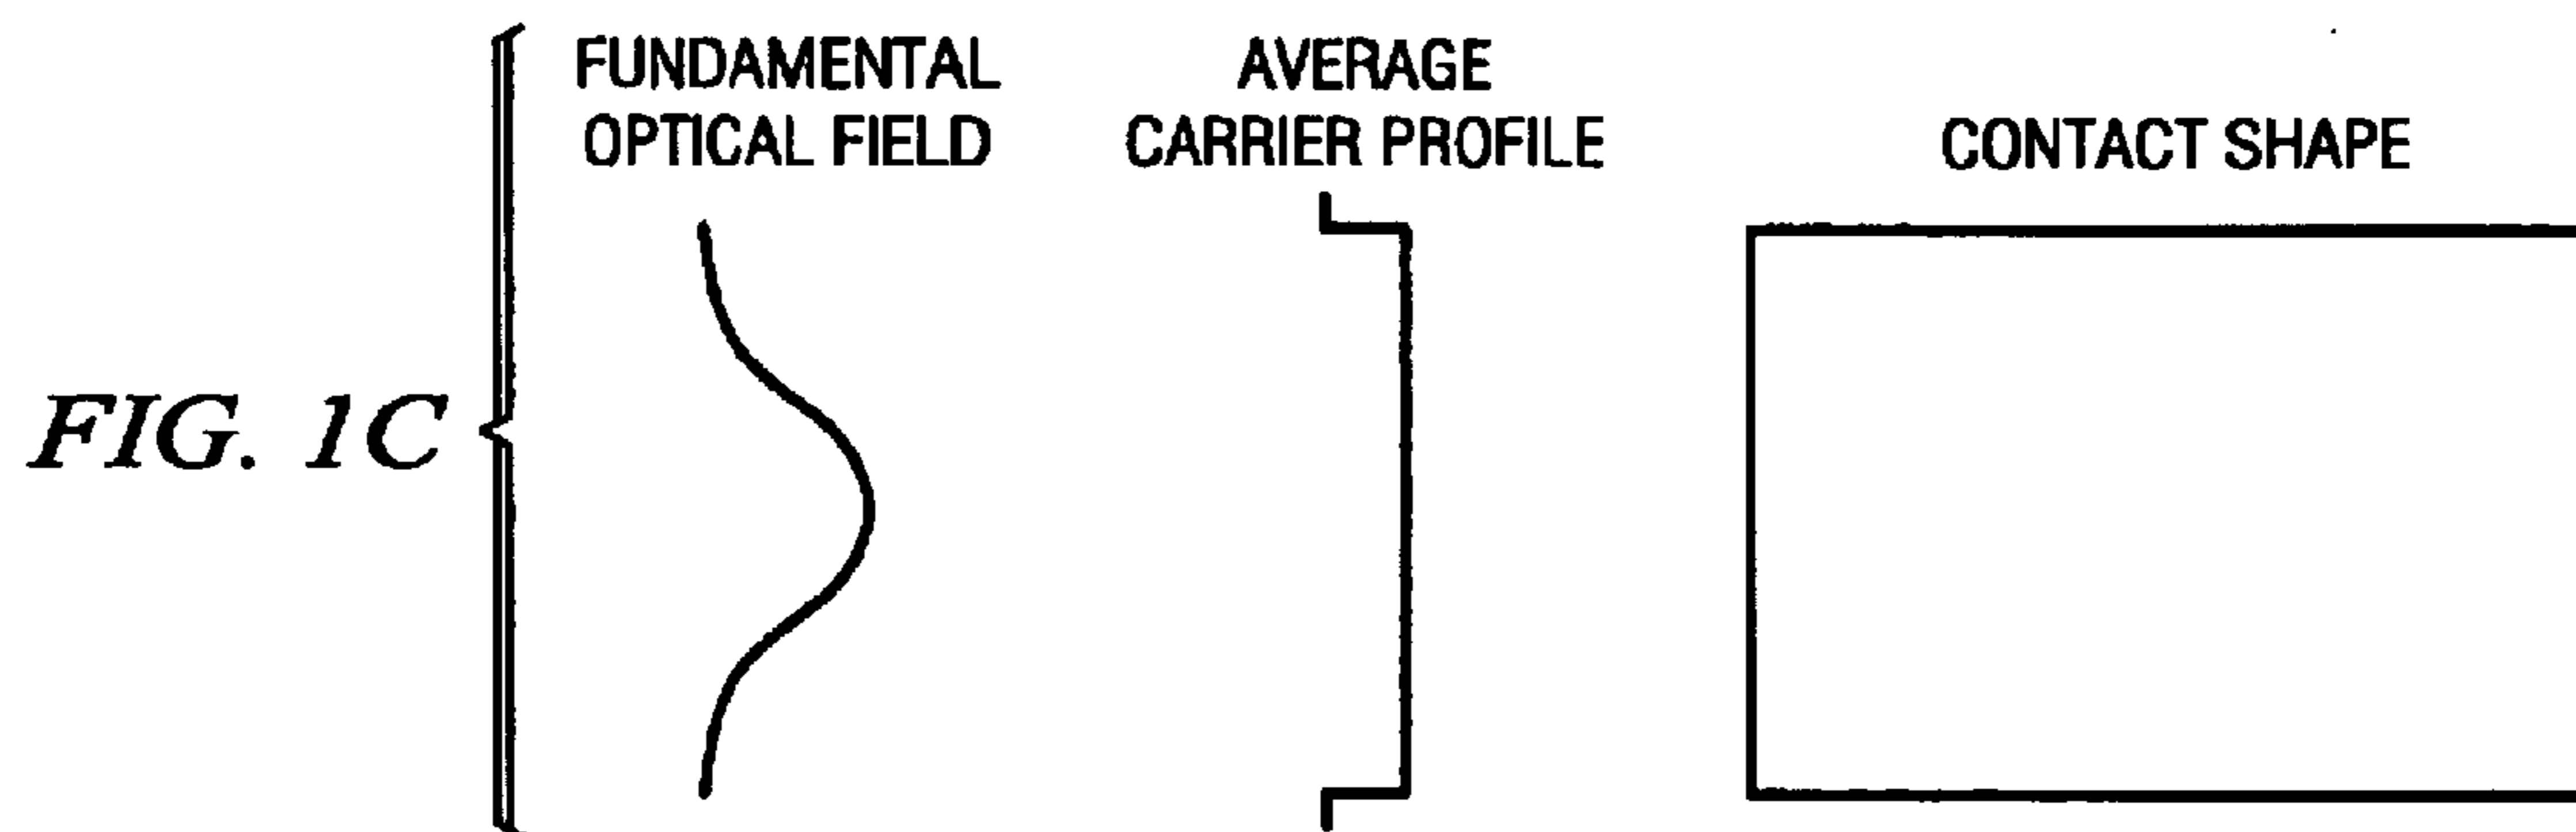 FUNDAMENTAL
OPTICAL FIELD
AVERAGE
CARRIER PROFILE
CONTACT SHAPE
FIG. 1C